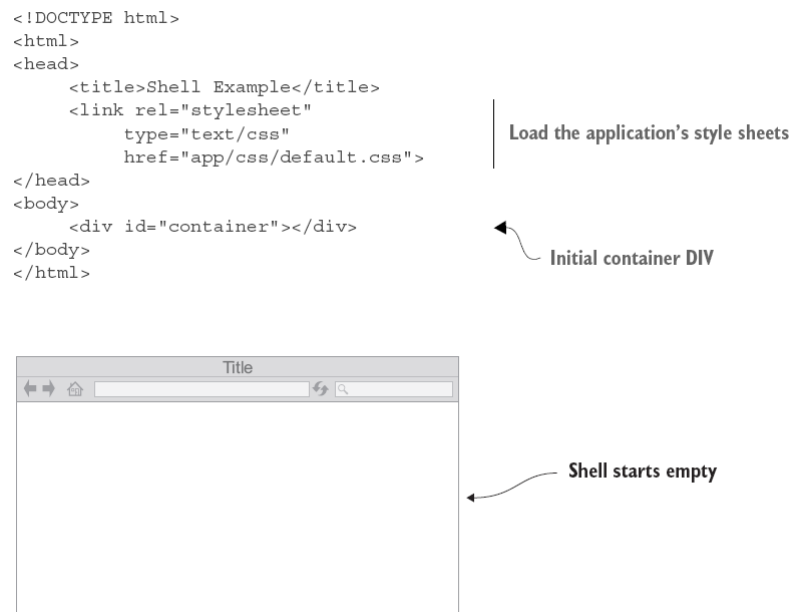 <!DOCTYPE html>
<html>
<head>
<title>Shell Example</title>
<link rel="stylesheet"
type="text/css"
href="app/css/default.css">
Load the application's style sheets
</head>
<body>
<div id="container"></div>
Initial container DIV
</body>
</html>
Title
Shell starts empty